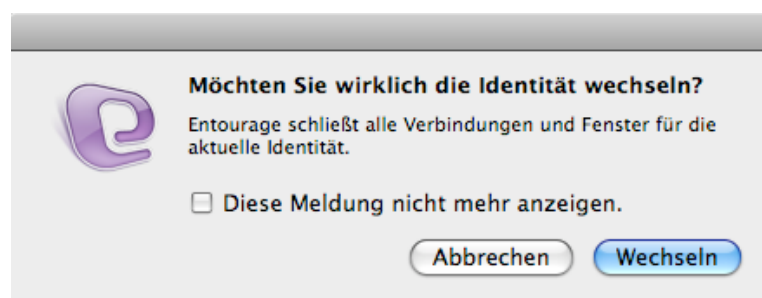 Möchten Sie wirklich die Identität wechseln?
Entourage schließt alle Verbindungen und Fenster für die
aktuelle Identität.
Diese Meldung nicht mehr anzeigen.
Abbrechen
Wechseln